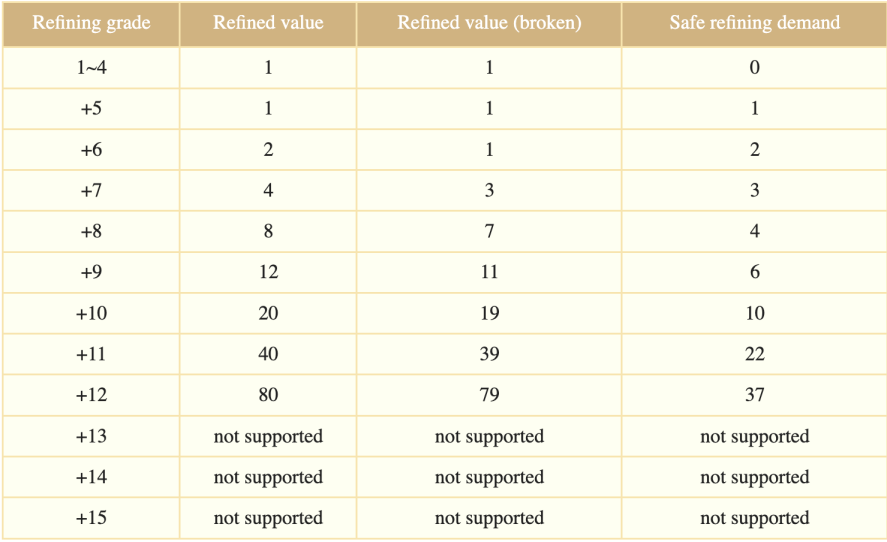 Refining grade Refined value Refined value (broken) Safe refining demand
1~4 1 1 0
+5 1 1 1
+6 2 1 2
+7 4 3 3
+8 8 7 4
+9 12 11 6
+10 20 19 10
+11 40 39 22
+12 80 79 37
+13 not supported not supported not supported
+14 not supported not supported not supported
+15 not supported not supported not supported